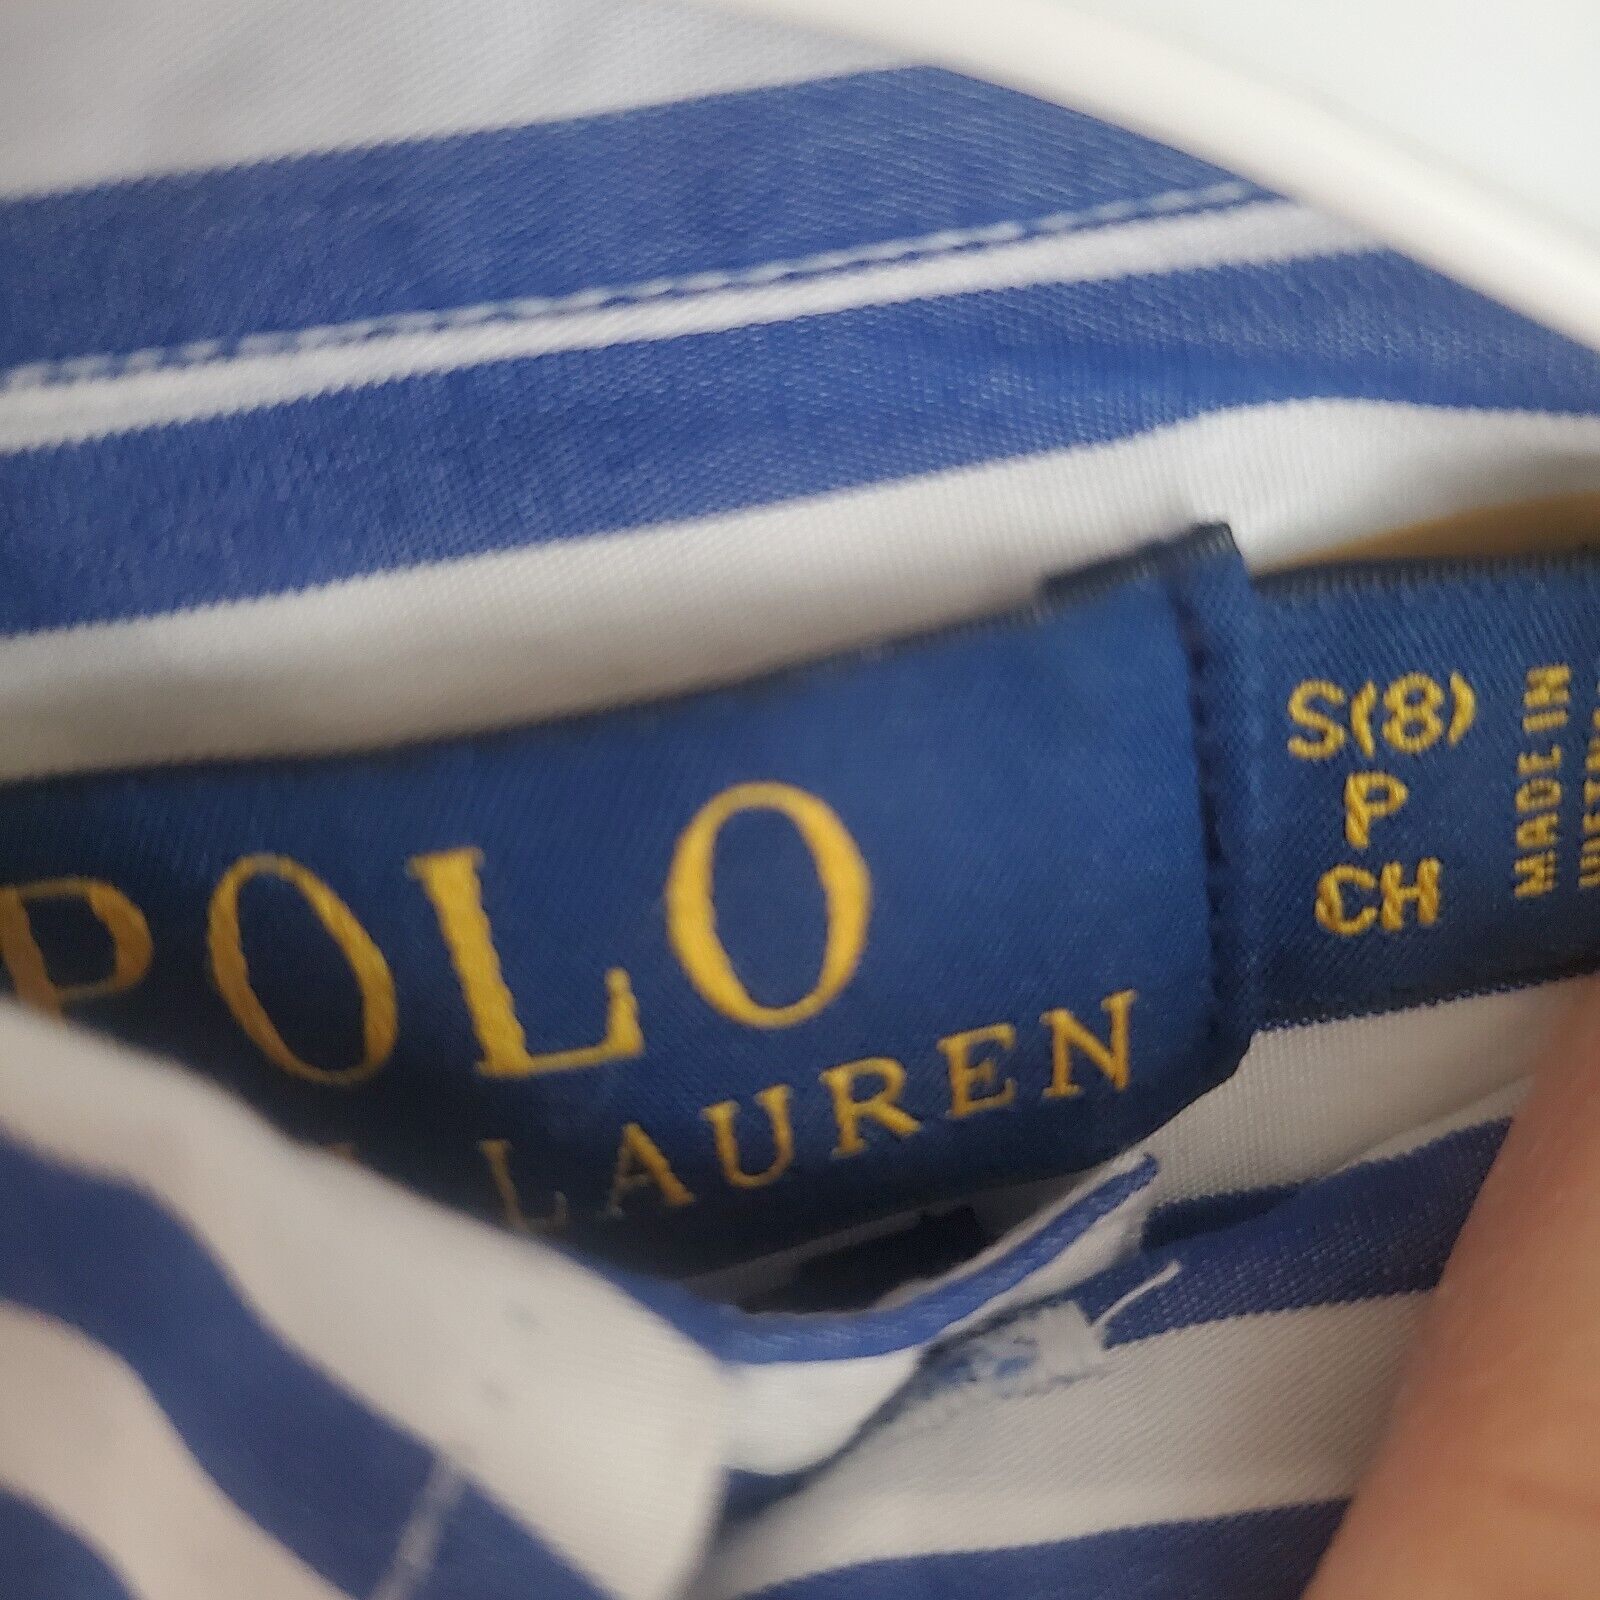 POLO
LAUREN
S(8)
P
CH
MADE IN